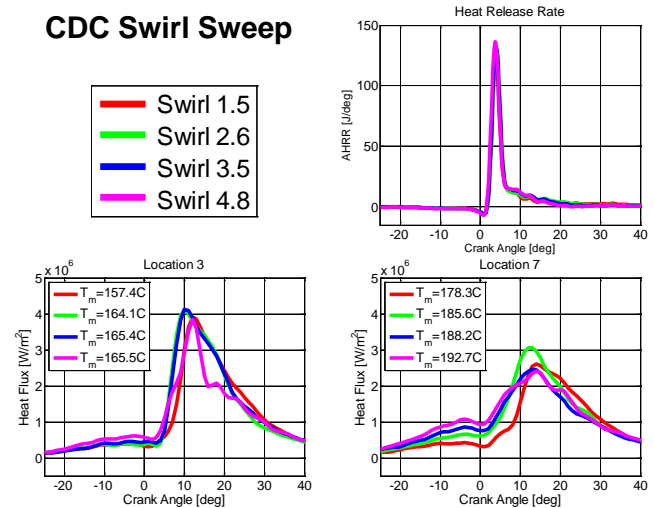 CDC Swirl Sweep
Swirl 1.5
Swirl 2.6
Swirl 3.5
Swirl 4.8
Heat Release Rate
150
100
50
0
AHRR [J/deg]
-20 -10 0 10 20 30 40
Crank Angle [deg]
Location 3
x 10^6
5
4
3
2
1
0
Heat Flux [W/m^2]
T_m=157.4C
T_m=164.1C
T_m=165.4C
T_m=165.5C
-20 -10 0 10 20 30 40
Crank Angle [deg]
Location 7
x 10^6
5
4
3
2
1
0
Heat Flux [W/m^2]
T_m=178.3C
T_m=185.6C
T_m=188.2C
T_m=192.7C
-20 -10 0 10 20 30 40
Crank Angle [deg]